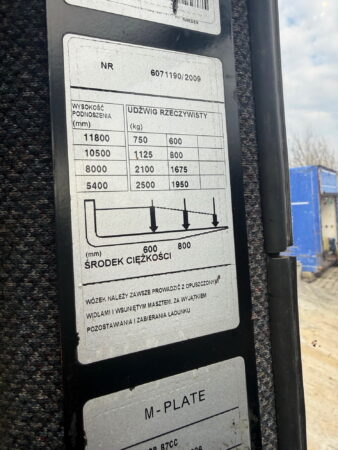 NR 6071190/2009
WYSOKOŚĆ PODNOSZENIA (mm) UDŹWIG RZECZYWISTY (kg)
11800 750 600
10500 1125 800
8000 2100 1675
5400 2500 1950
(mm) 600 800
ŚRODEK CIĘŻKOŚCI
WÓZEK NALEŻY ZAWSZE PROWADZIĆ Z OPUSZCZONYMI
WIDŁAMI I WSUNIĘTYM MASZTEM, ZA WYJĄTKIEM
POZOSTAWIANIA I ZABIERANIA ŁADUNKU
M-PLATE